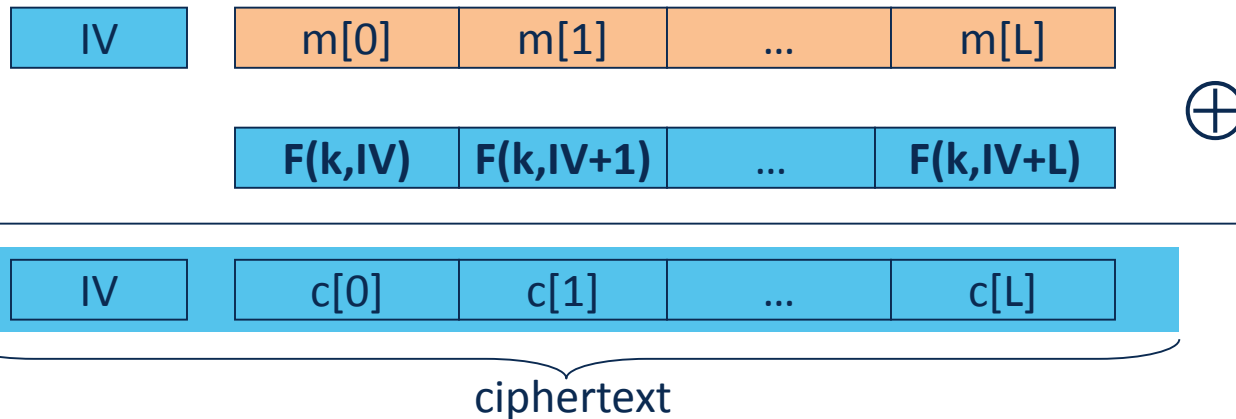 IV m[0] m[1] … m[L]
⊕
F(k,IV) F(k,IV+1) … F(k,IV+L)
IV c[0] c[1] … c[L]
ciphertext